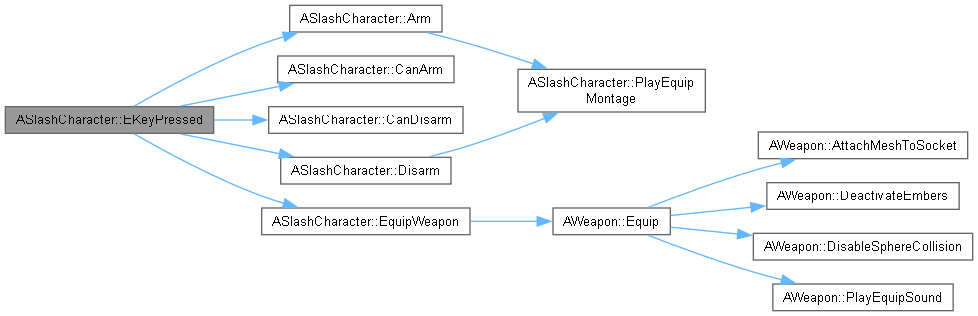 ASlashCharacter::Arm
ASlashCharacter::CanArm
ASlashCharacter::PlayEquip
Montage
ASlashCharacter::EKeyPressed
ASlashCharacter::CanDisarm
ASlashCharacter::Disarm
ASlashCharacter::EquipWeapon
AWeapon::Equip
AWeapon::AttachMeshToSocket
AWeapon::DeactivateEmbers
AWeapon::DisableSphereCollision
AWeapon::PlayEquipSound